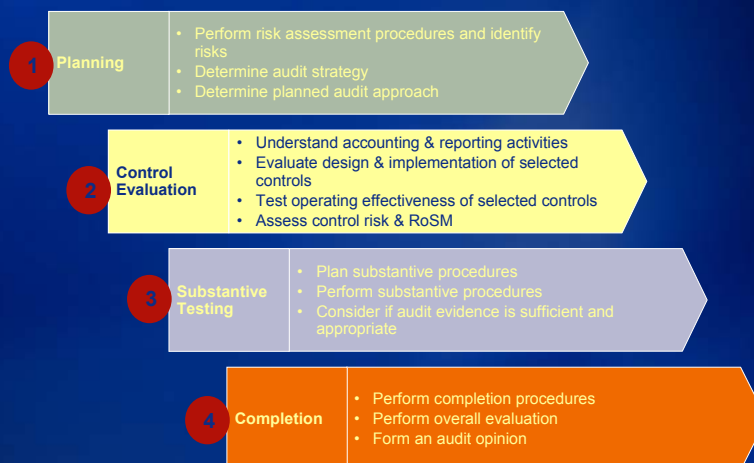 1
Planning
• Perform risk assessment procedures and identify
risks
• Determine audit strategy
• Determine planned audit approach
2
Control
Evaluation
• Understand accounting & reporting activities
• Evaluate design & implementation of selected
controls
• Test operating effectiveness of selected controls
• Assess control risk & RoSM
3
Substantive
Testing
• Plan substantive procedures
• Perform substantive procedures
• Consider if audit evidence is sufficient and
appropriate
4
Completion
• Perform completion procedures
• Perform overall evaluation
• Form an audit opinion